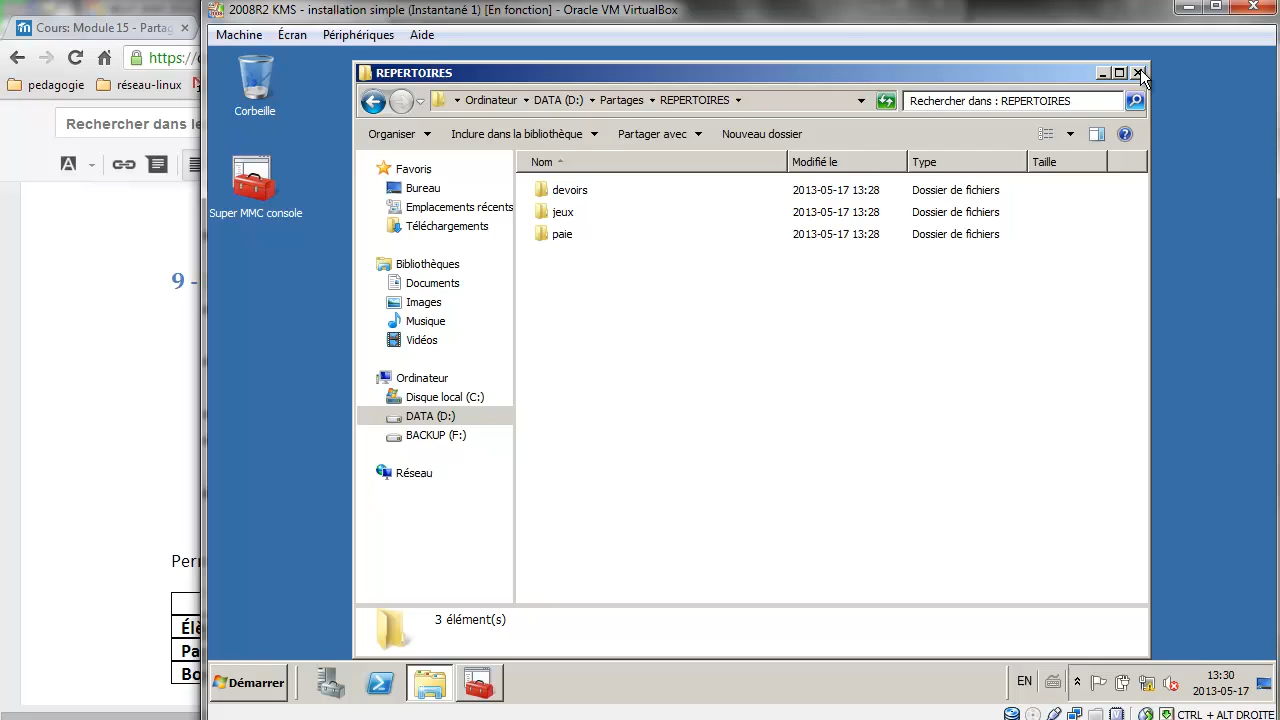 Cours: Module 15 - Partag
https://
pedagogie
réseau-linux
Rechercher dans le
A
9 -
Perr
Élè
Pa
Bo
2008R2 KMS - installation simple (Instantané 1) [En fonction] - Oracle VM VirtualBox
Machine Écran Périphériques Aide
Corbeille
Super MMC console
REPERTOIRES
Ordinateur DATA (D:) Partages REPERTOIRES
Rechercher dans : REPERTOIRES
Organiser Inclure dans la bibliothèque Partager avec Nouveau dossier
Favoris
Bureau
Emplacements récents
Téléchargements
Bibliothèques
Documents
Images
Musique
Vidéos
Ordinateur
Disque local (C:)
DATA (D:)
BACKUP (F:)
Réseau
Nom Modifié le Type Taille
devoirs 2013-05-17 13:28 Dossier de fichiers
jeux 2013-05-17 13:28 Dossier de fichiers
paie 2013-05-17 13:28 Dossier de fichiers
3 élément(s)
Démarrer
EN
13:30
2013-05-17
CTRL + ALT DROITE